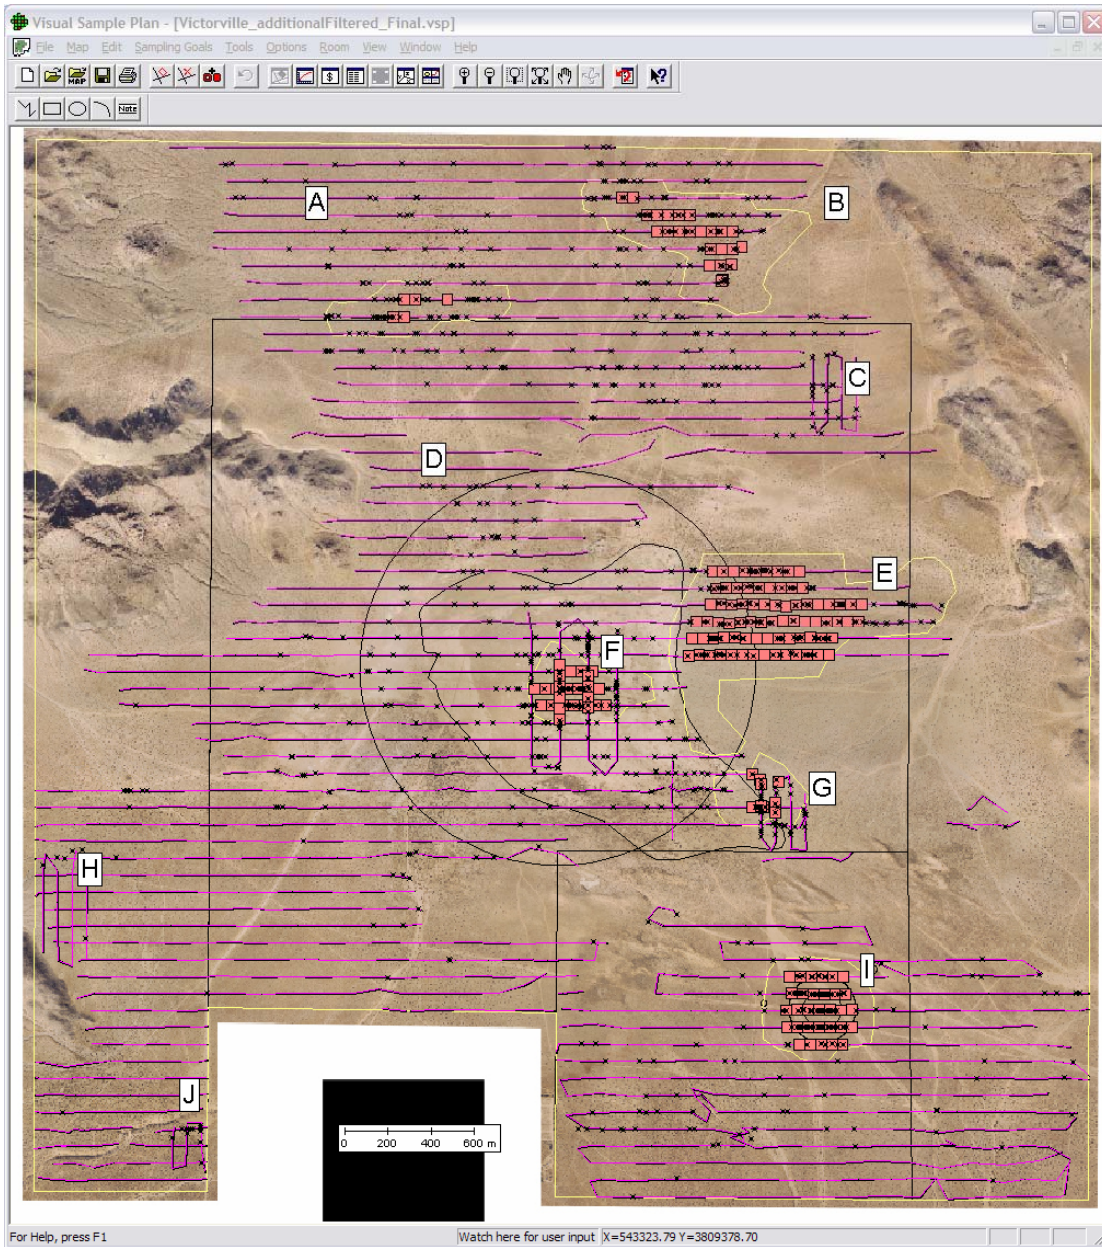 Visual Sample Plan - [Victorville_additionalFiltered_Final.vsp]
File Map Edit Sampling Goals Tools Options Room View Window Help
MAP
$
?
Note
A
B
C
D
E
F
G
H
I
J
0 200 400 600 m
For Help, press F1 Watch here for user input X=543323.79 Y=3809378.70